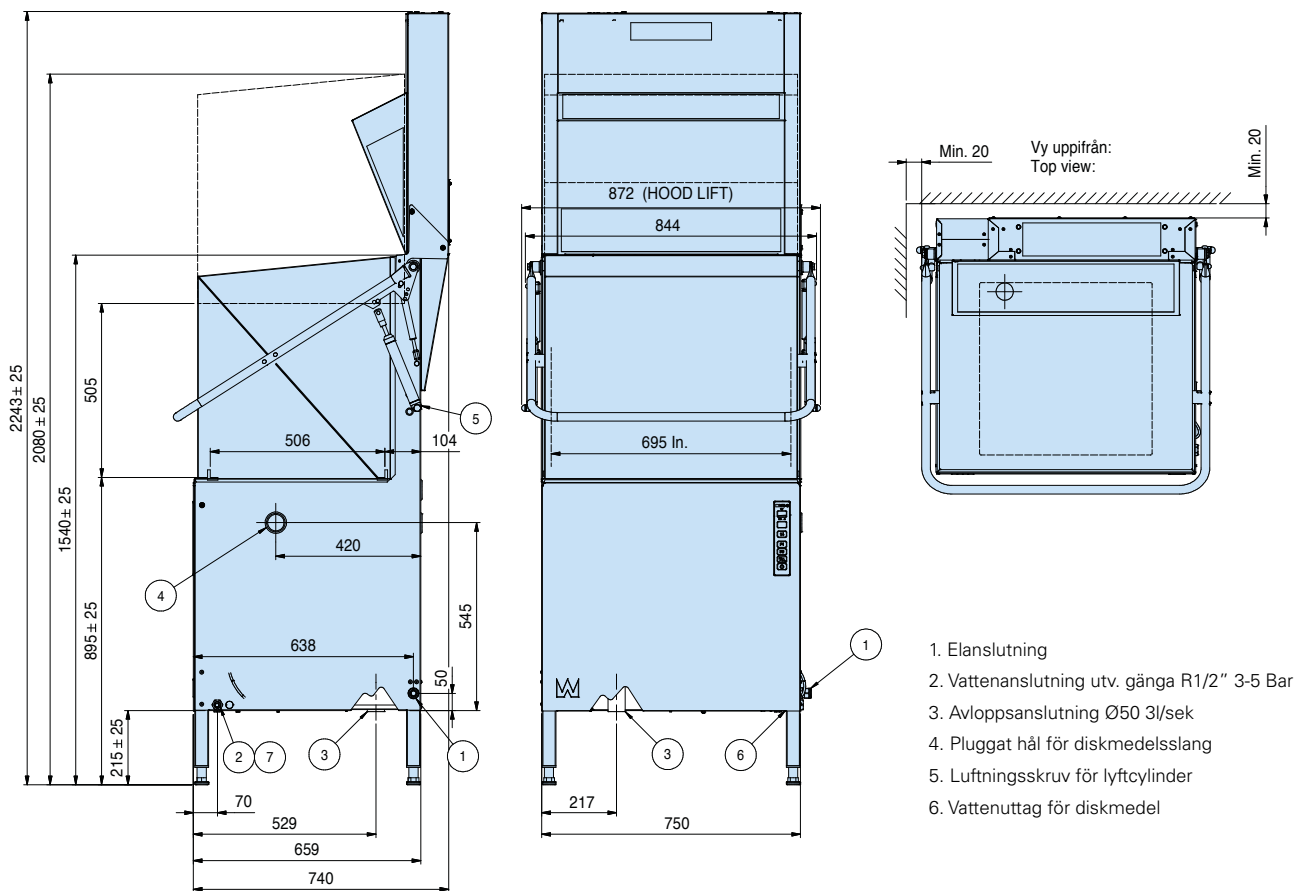 2243 ± 25
2080 ± 25
1540 ± 25
895 ± 25
215 ± 25
505
506
104
5
420
4
545
638
50
2
7
3
1
70
529
659
740
872 (HOOD LIFT)
844
695 In.
1
3
6
217
750
Min. 20
Vy uppifrån:
Top view:
Min. 20
1. Elanslutning
2. Vattenanslutning utv. gänga R1/2” 3-5 Bar
3. Avloppsanslutning Ø50 3l/sek
4. Pluggat hål för diskmedelsslang
5. Luftningsskruv för lyftcylinder
6. Vattenuttag för diskmedel